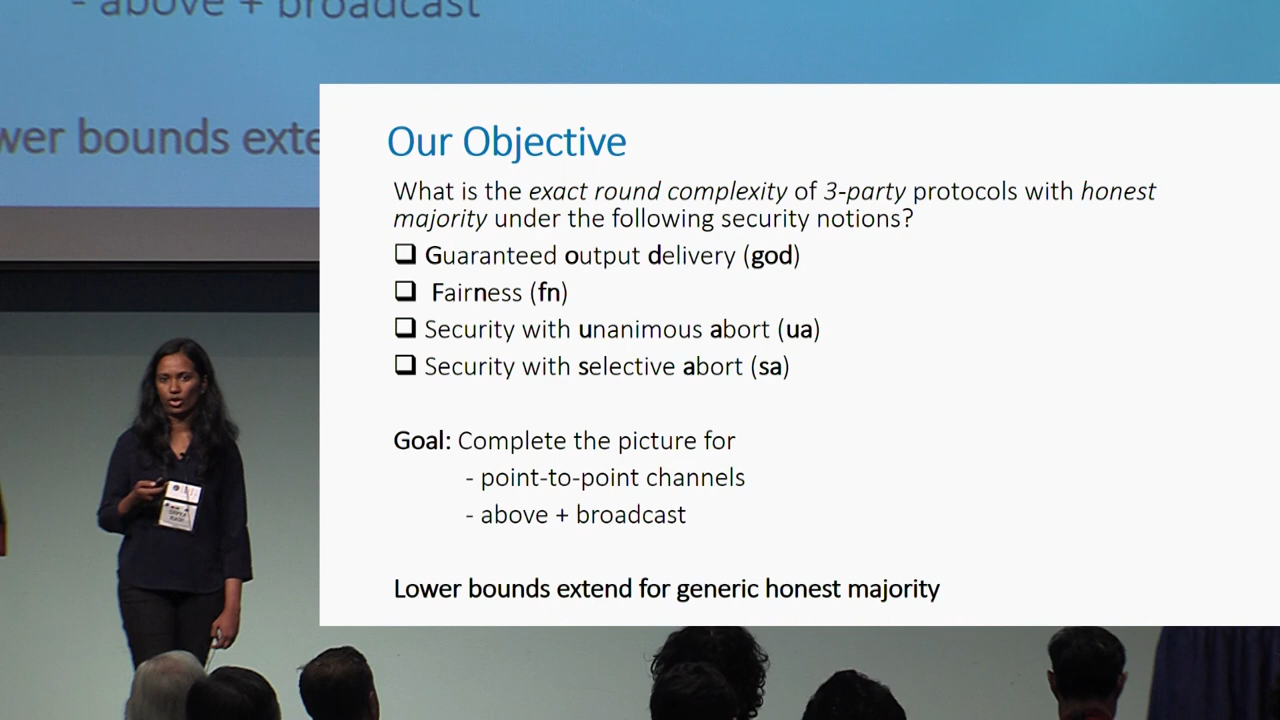 - above + broadcast
wer bounds exte
Our Objective
What is the exact round complexity of 3-party protocols with honest
majority under the following security notions?
❑ Guaranteed output delivery (god)
❑ Fairness (fn)
❑ Security with unanimous abort (ua)
❑ Security with selective abort (sa)
Goal: Complete the picture for
- point-to-point channels
- above + broadcast
Lower bounds extend for generic honest majority